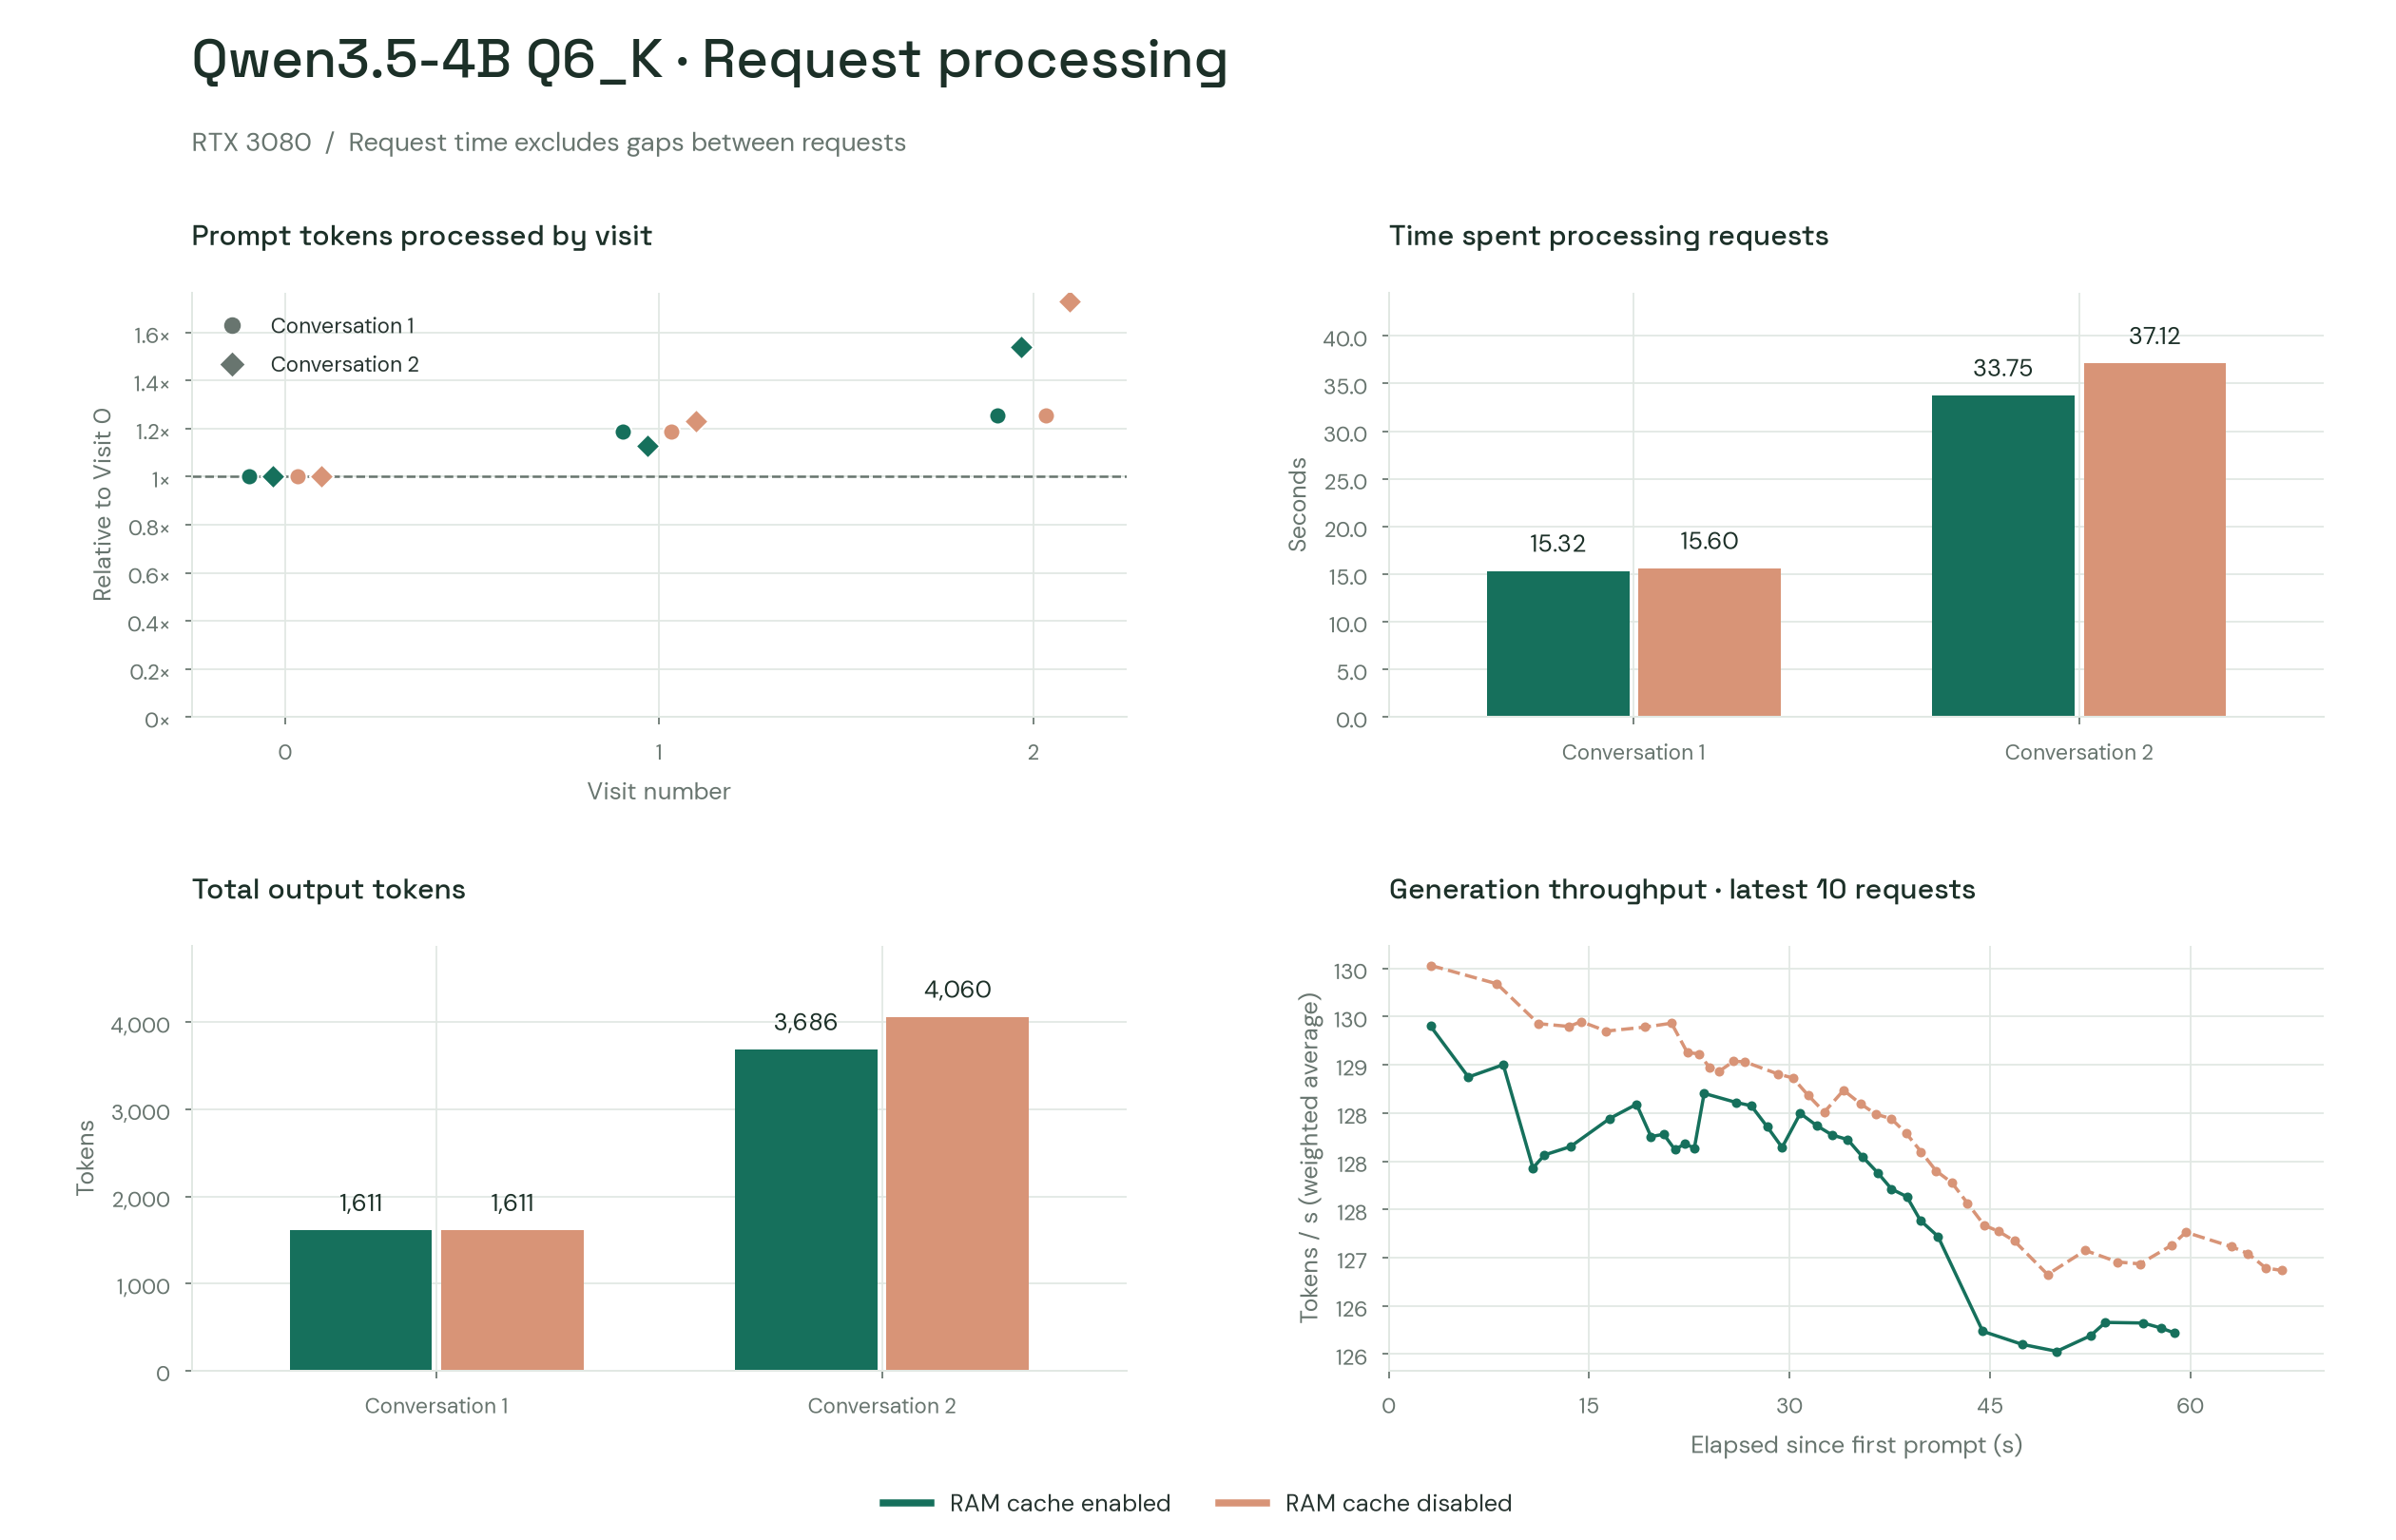 Qwen3.5-4B Q6_K · Request processing
RTX 3080 / Request time excludes gaps between requests
Prompt tokens processed by visit
Conversation 1
Conversation 2
1.6×
1.4×
1.2×
1×
0.8×
0.6×
0.4×
0.2×
0×
Relative to Visit 0
0
1
2
Visit number
Time spent processing requests
40.0
35.0
30.0
25.0
20.0
15.0
10.0
5.0
0.0
Seconds
15.32
15.60
33.75
37.12
Conversation 1
Conversation 2
Total output tokens
4,000
3,000
2,000
1,000
0
Tokens
1,611
1,611
3,686
4,060
Conversation 1
Conversation 2
Generation throughput · latest 10 requests
130
130
129
128
128
128
127
126
126
Tokens / s (weighted average)
0
15
30
45
60
Elapsed since first prompt (s)
RAM cache enabled
RAM cache disabled